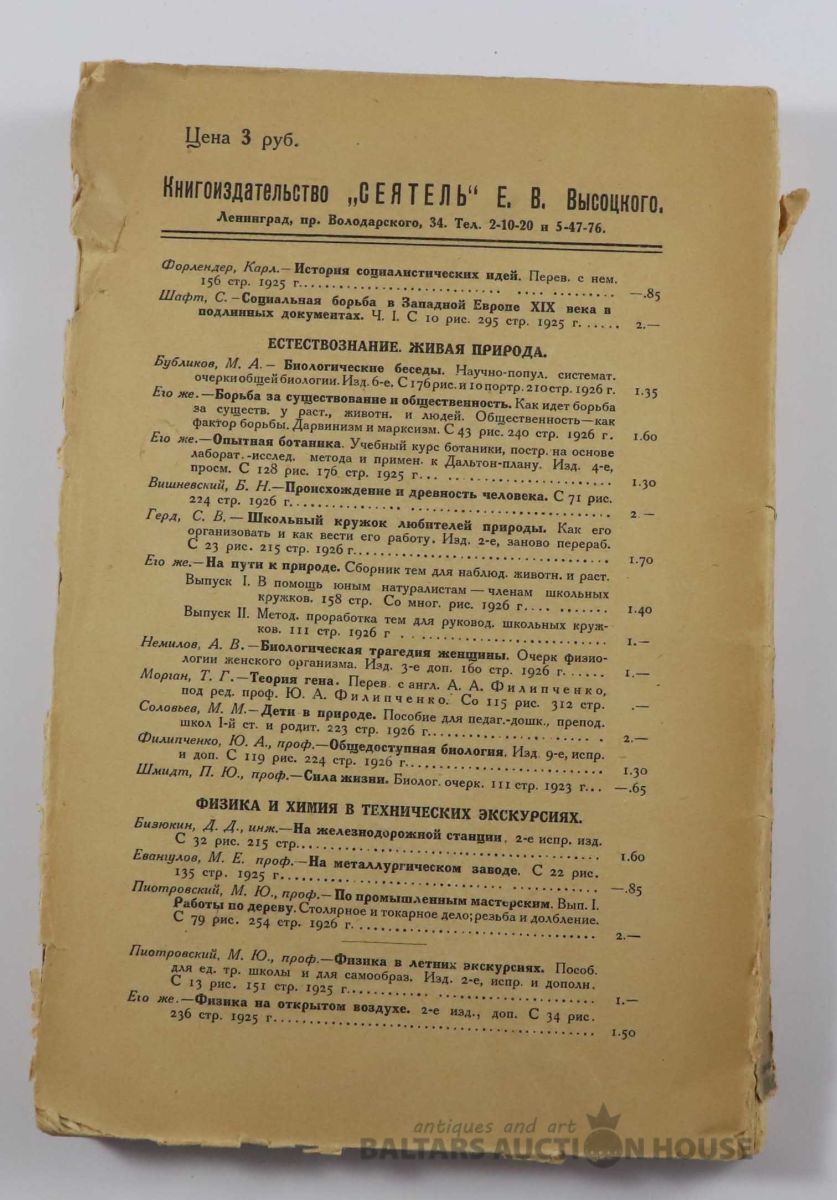 Цена 3 руб.
Книгоиздательство „СЕЯТЕЛЬ“ Е. В. Высоцкого.
Ленинград, пр. Володарского, 34. Тел. 2-10-20 и 5-47-76.
Форлендер, Карл.—История социалистических идей. Перев. с нем.
156 стр. 1925 г. . . . . . . . . . . . . . . . . . . . —.85
Шафт, С.—Социальная борьба в Западной Европе XIX века в
подлинных документах. Ч. I. С 10 рис. 295 стр. 1925 г. . . . . . 2.—
ЕСТЕСТВОЗНАНИЕ. ЖИВАЯ ПРИРОДА.
Бубликов, М. А.— Биологические беседы. Научно-попул. системат.
очерки общей биологии. Изд. 6-е. С 176 рис. и 10 портр. 210 стр. 1926 г. 1.35
Его же.—Борьба за существование и общественность. Как идет борьба
за существ. у раст., животн. и людей. Общественность—как
фактор борьбы. Дарвинизм и марксизм. С 43 рис. 240 стр. 1926 г. 1.60
Его же.—Опытная ботаника. Учебный курс ботаники, постр. на основе
лаборат.-исслед. метода и примен. к Дальтон-плану. Изд. 4-е,
просм. С 128 рис. 176 стр. 1925 г. . . . . . . . . . . . . . 1.30
Вишневский, Б. Н.—Происхождение и древность человека. С 71 рис.
224 стр. 1926 г. . . . . . . . . . . . . . . . . . . . 2 —
Герд, С. В.— Школьный кружок любителей природы. Как его
организовать и как вести его работу. Изд. 2-е, заново перераб.
С 23 рис. 215 стр. 1926 г. . . . . . . . . . . . . . . . . 1.70
Его же.—На пути к природе. Сборник тем для наблюд. животн. и раст.
Выпуск I. В помощь юным натуралистам — членам школьных
кружков. 158 стр. Со мног. рис. 1926 г. . . . . . . . . . 1.40
Выпуск II. Метод. проработка тем для руковод. школьных круж-
ков. 111 стр. 1926 г . . . . . . . . . . . . . . . 1.—
Немилов, А. В.—Биологическая трагедия женщины. Очерк физио-
логии женского организма. Изд. 3-е доп. 160 стр. 1926 г. . . . . . 1.—
Морган, Т. Г.—Теория гена. Перев. с англ. А. А. Филипченко,
под ред. проф. Ю. А. Филипченко. Со 115 рис. 312 стр. .—
Соловьев, М. М.—Дети в природе. Пособие для педаг.-дошк., препод.
школ I-й ст. и родит. 223 стр. 1926 г. . . . . . . . . . . . 2.—
Филипченко, Ю. А., проф.—Общедоступная биология. Изд. 9-е, испр.
и доп. С 119 рис. 224 стр. 1926 г. . . . . . . . . . . . . . 1.30
Шмидт, П. Ю., проф.—Сила жизни. Биолог. очерк. 111 стр. 1923 г. . . —.65
ФИЗИКА И ХИМИЯ В ТЕХНИЧЕСКИХ ЭКСКУРСИЯХ.
Бизюкин, Д. Д., инж.—На железнодорожной станции. 2-е испр. изд.
С 32 рис. 215 стр. . . . . . . . . . . . . . . . . . . . 1.60
Евангулов, М. Е. проф.—На металлургическом заводе. С 22 рис.
135 стр. 1925 г. . . . . . . . . . . . . . . . . . . . —.85
Пиотровский, М. Ю., проф.—По промышленным мастерским. Вып. I.
Работы по дереву. Столярное и токарное дело; резьба и долбление.
С 79 рис. 254 стр. 1926 г. . . . . . . . . . . . . . . . . 2.—
Пиотровский, М. Ю., проф.—Физика в летних экскурсиях. Пособ.
для ед. тр. школы и для самообраз. Изд. 2-е, испр. и дополн.
С 13 рис. 151 стр. 1925 г. . . . . . . . . . . . . . . . . 1.—
Его же.—Физика на открытом воздухе. 2-е изд., доп. С 34 рис.
236 стр. 1925 г. . . . . . . . . . . . . . . . . . . . 1.50
antiques and art
BALTARS AUCTION HOUSE